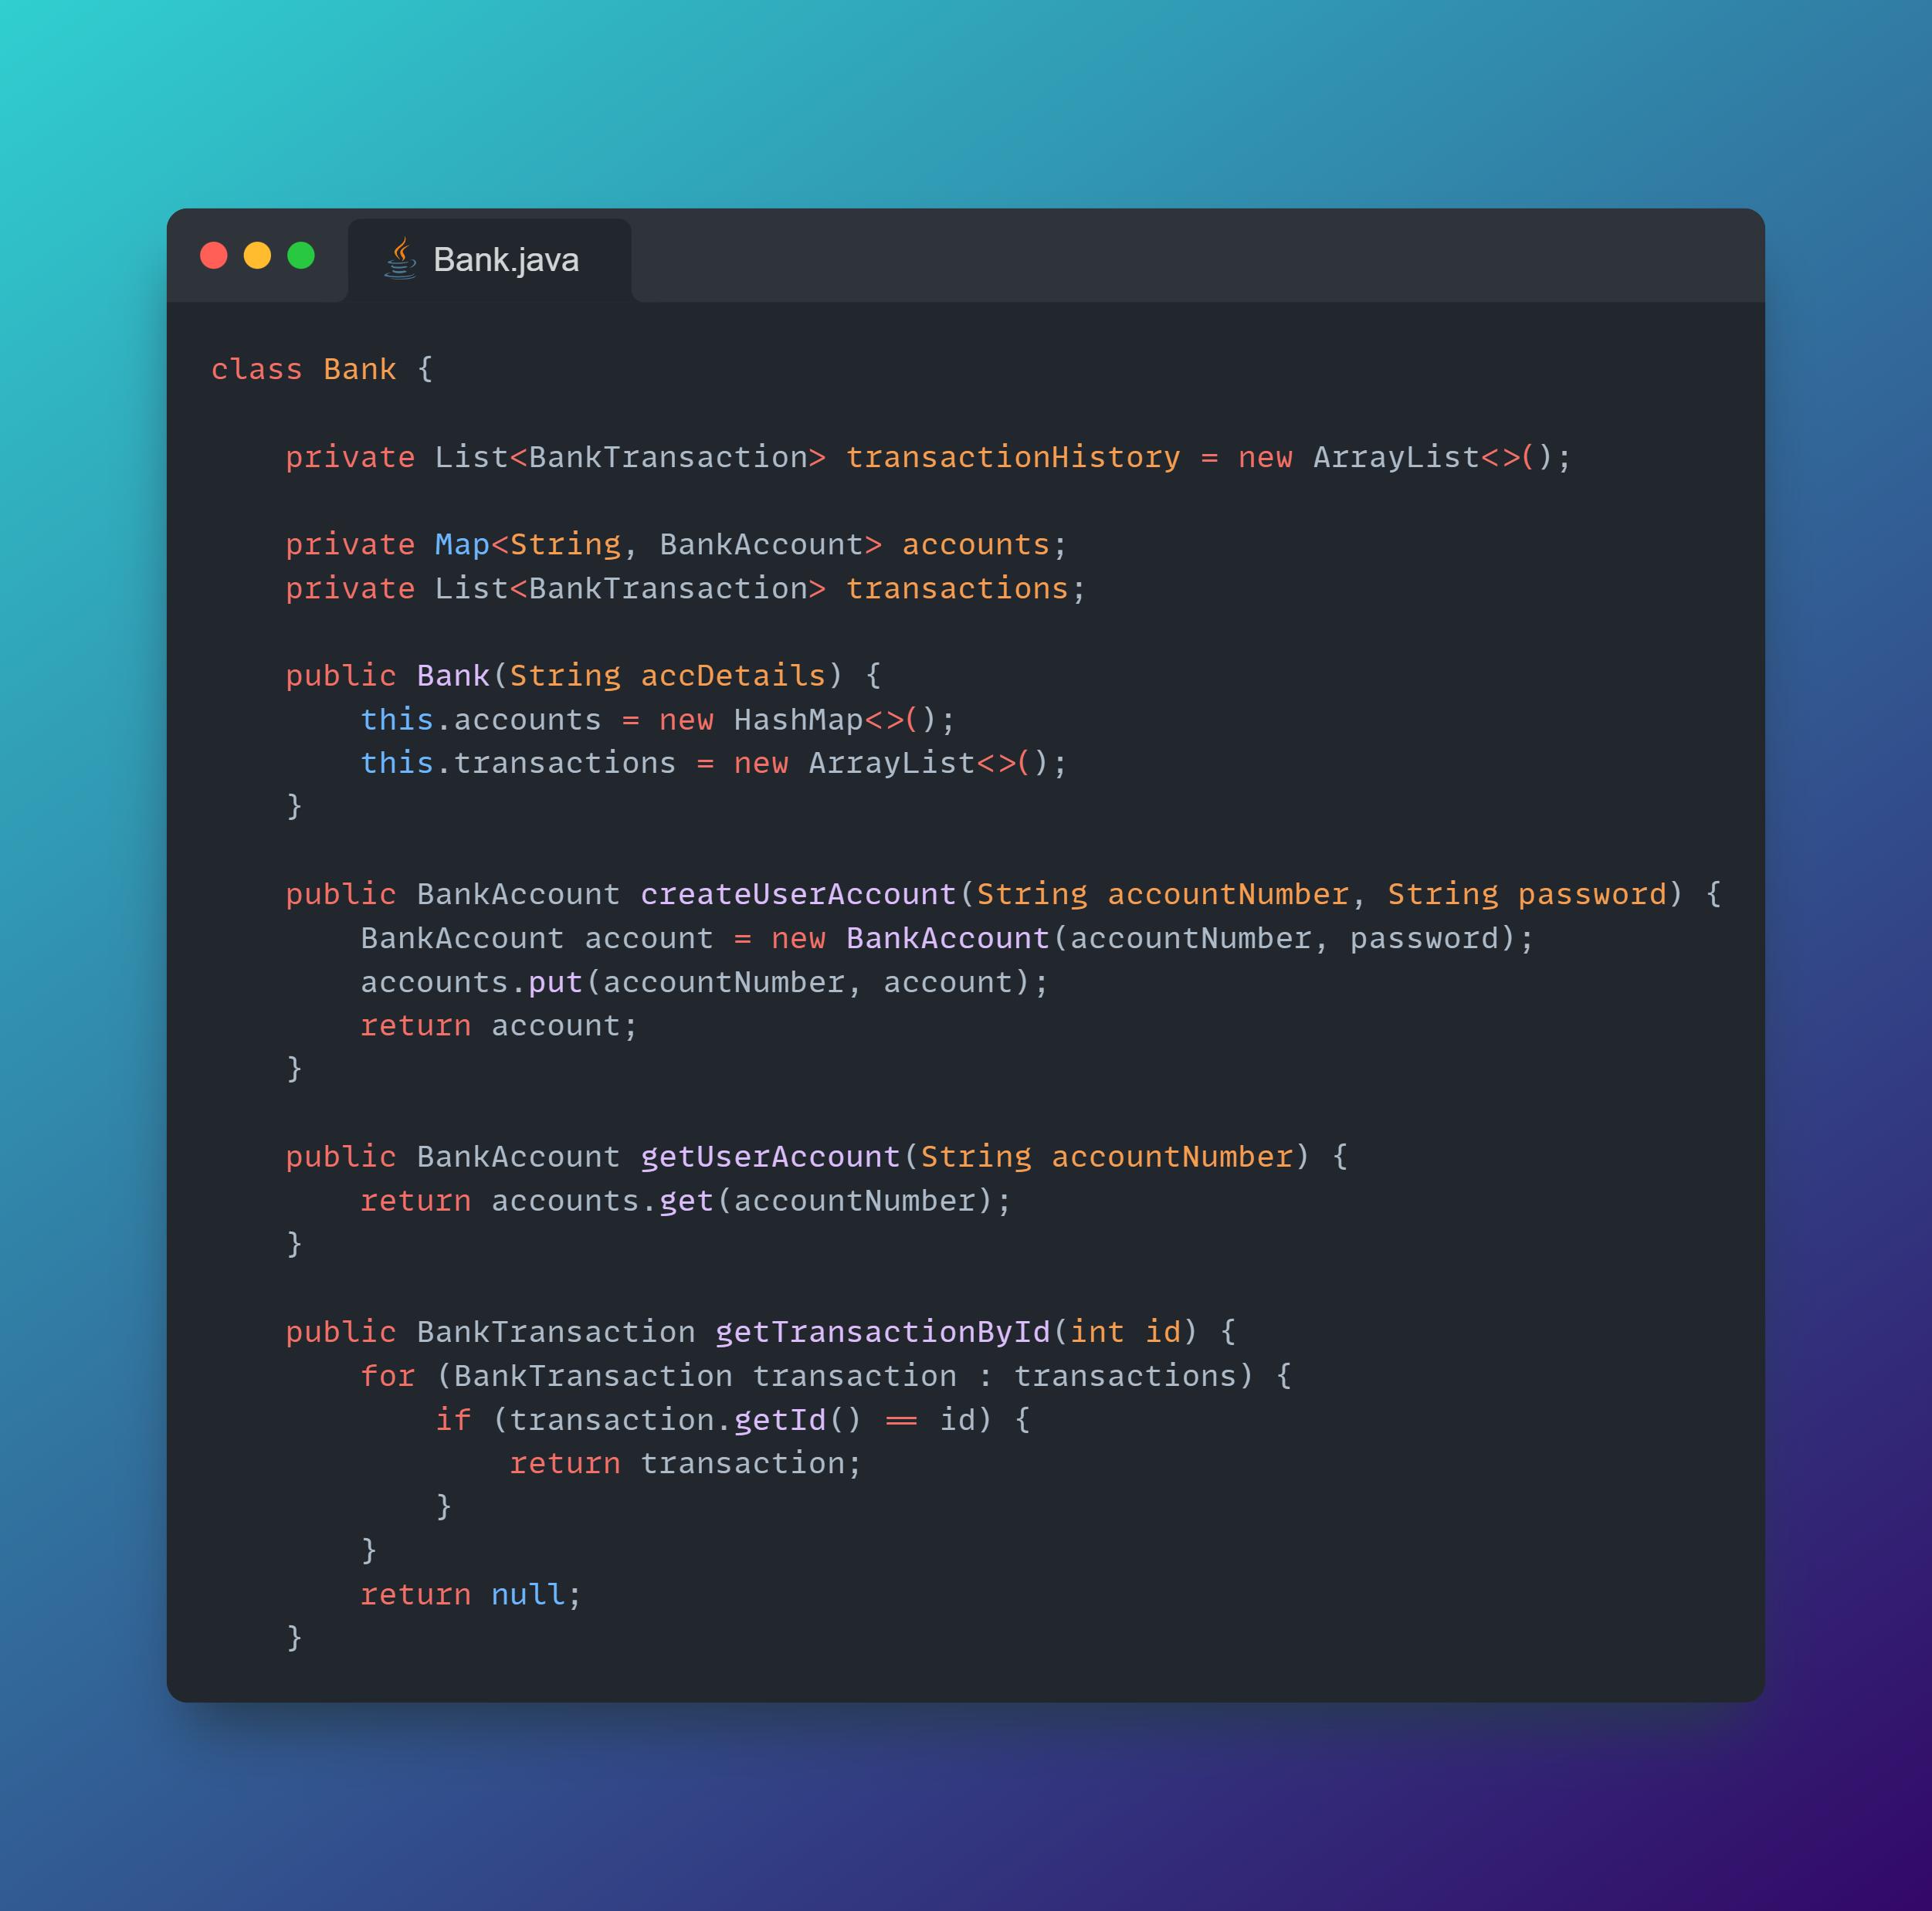 Bank.java
class Bank {
    private List<BankTransaction> transactionHistory = new ArrayList<>();
    private Map<String, BankAccount> accounts;
    private List<BankTransaction> transactions;
    public Bank(String accDetails) {
        this.accounts = new HashMap<>();
        this.transactions = new ArrayList<>();
    }
    public BankAccount createUserAccount(String accountNumber, String password) {
        BankAccount account = new BankAccount(accountNumber, password);
        accounts.put(accountNumber, account);
        return account;
    }
    public BankAccount getUserAccount(String accountNumber) {
        return accounts.get(accountNumber);
    }
    public BankTransaction getTransactionById(int id) {
        for (BankTransaction transaction : transactions) {
            if (transaction.getId() == id) {
                return transaction;
            }
        }
        return null;
    }